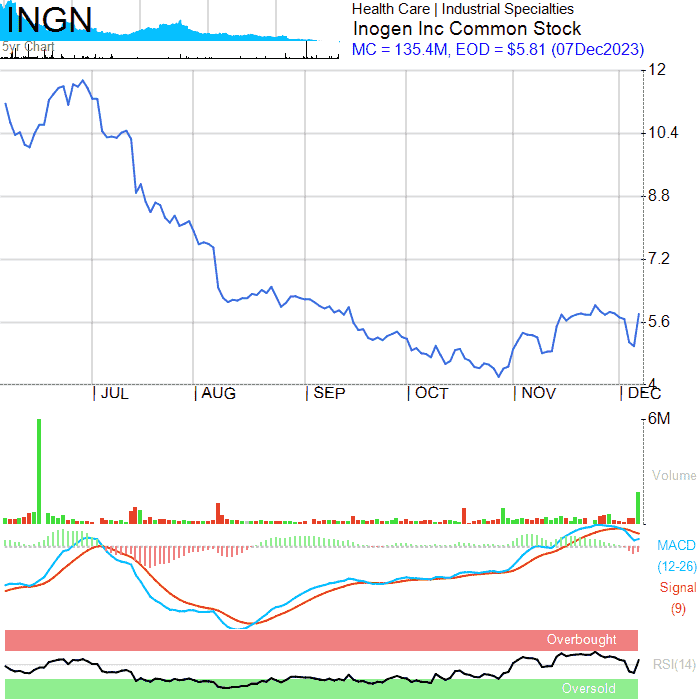 INGN
5yr Chart
Health Care | Industrial Specialties
Inogen Inc Common Stock
MC = 135.4M, EOD = $5.81 (07Dec2023)
12
10.4
8.8
7.2
5.6
4
JUL
AUG
SEP
OCT
NOV
DEC
6M
Volume
MACD
(12-26)
Signal
(9)
Overbought
RSI(14)
Oversold